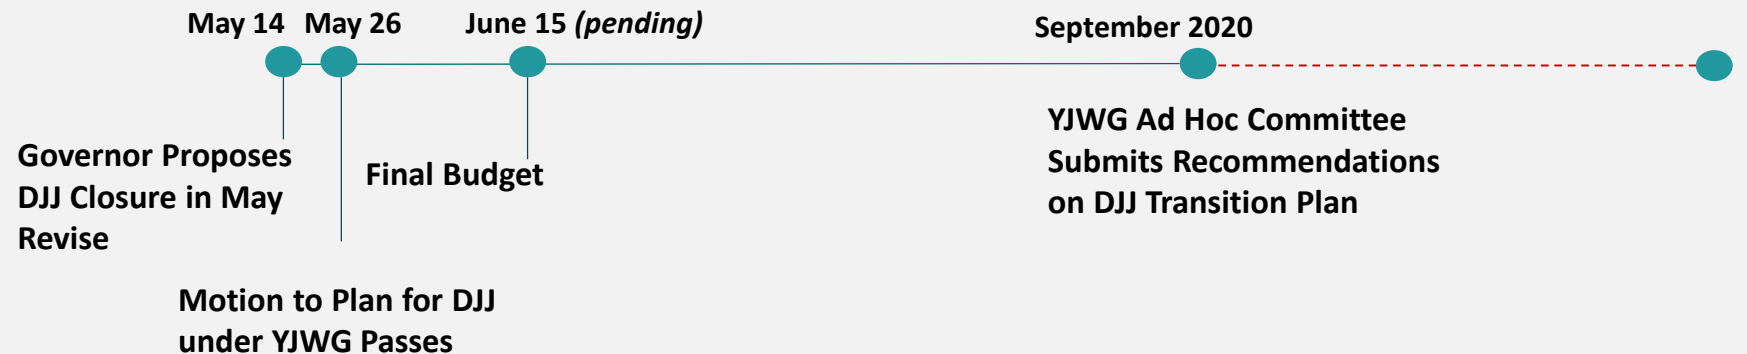 May 14
May 26
June 15 (pending)
September 2020
Governor Proposes
DJJ Closure in May
Revise
Motion to Plan for DJJ
under YJWG Passes
Final Budget
YJWG Ad Hoc Committee
Submits Recommendations
on DJJ Transition Plan